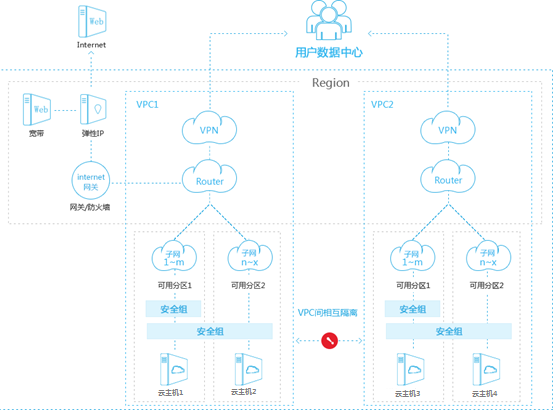 Web
Internet
用户数据中心
Region
VPC1
VPC2
Web
宽带
弹性IP
VPN
VPN
internet
网关
网关/防火墙
Router
Router
子网
1~m
子网
n~x
子网
1~m
子网
n~x
可用分区1
可用分区2
可用分区1
可用分区2
安全组
安全组
VPC间相互隔离
安全组
安全组
云主机1
云主机2
云主机3
云主机4